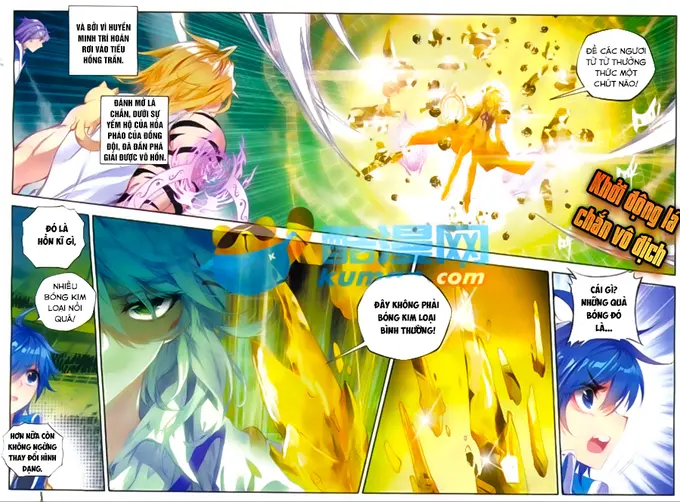 VÀ BỞI VÌ HUYỀN
MINH TRÍ HOÁN
RƠI VÀO TIỂU
HỒNG TRẦN.
ĐÁNH MỞ LÁ
CHẮN, DƯỚI SỰ
YỂM HỘ CỦA HỎA
PHÁO CỦA ĐỒNG
ĐỘI, ĐÃ ĐẨN PHÁ
GIẢI ĐƯỢC VÕ HỒN.
ĐỂ CÁC NGƯƠI
TỪ TỪ THƯỞNG
THỨC MỘT
CHÚT NÀO!
Khởi động lá
chắn vô địch
ĐÓ LÀ
HỒN KĨ GÌ,
NHIỀU
BÓNG KIM
LOẠI NỔI
QUÁ!
HƠN NỮA CÒN
KHÔNG NGỪNG
THAY ĐỔI HÌNH
DẠNG.
ĐÂY KHÔNG PHẢI
BÓNG KIM LOẠI
BÌNH THƯỜNG!
CÁI GÌ?
NHỮNG QUẢ
BÓNG ĐÓ
LÀ...
K
酷漫网
kuman.com